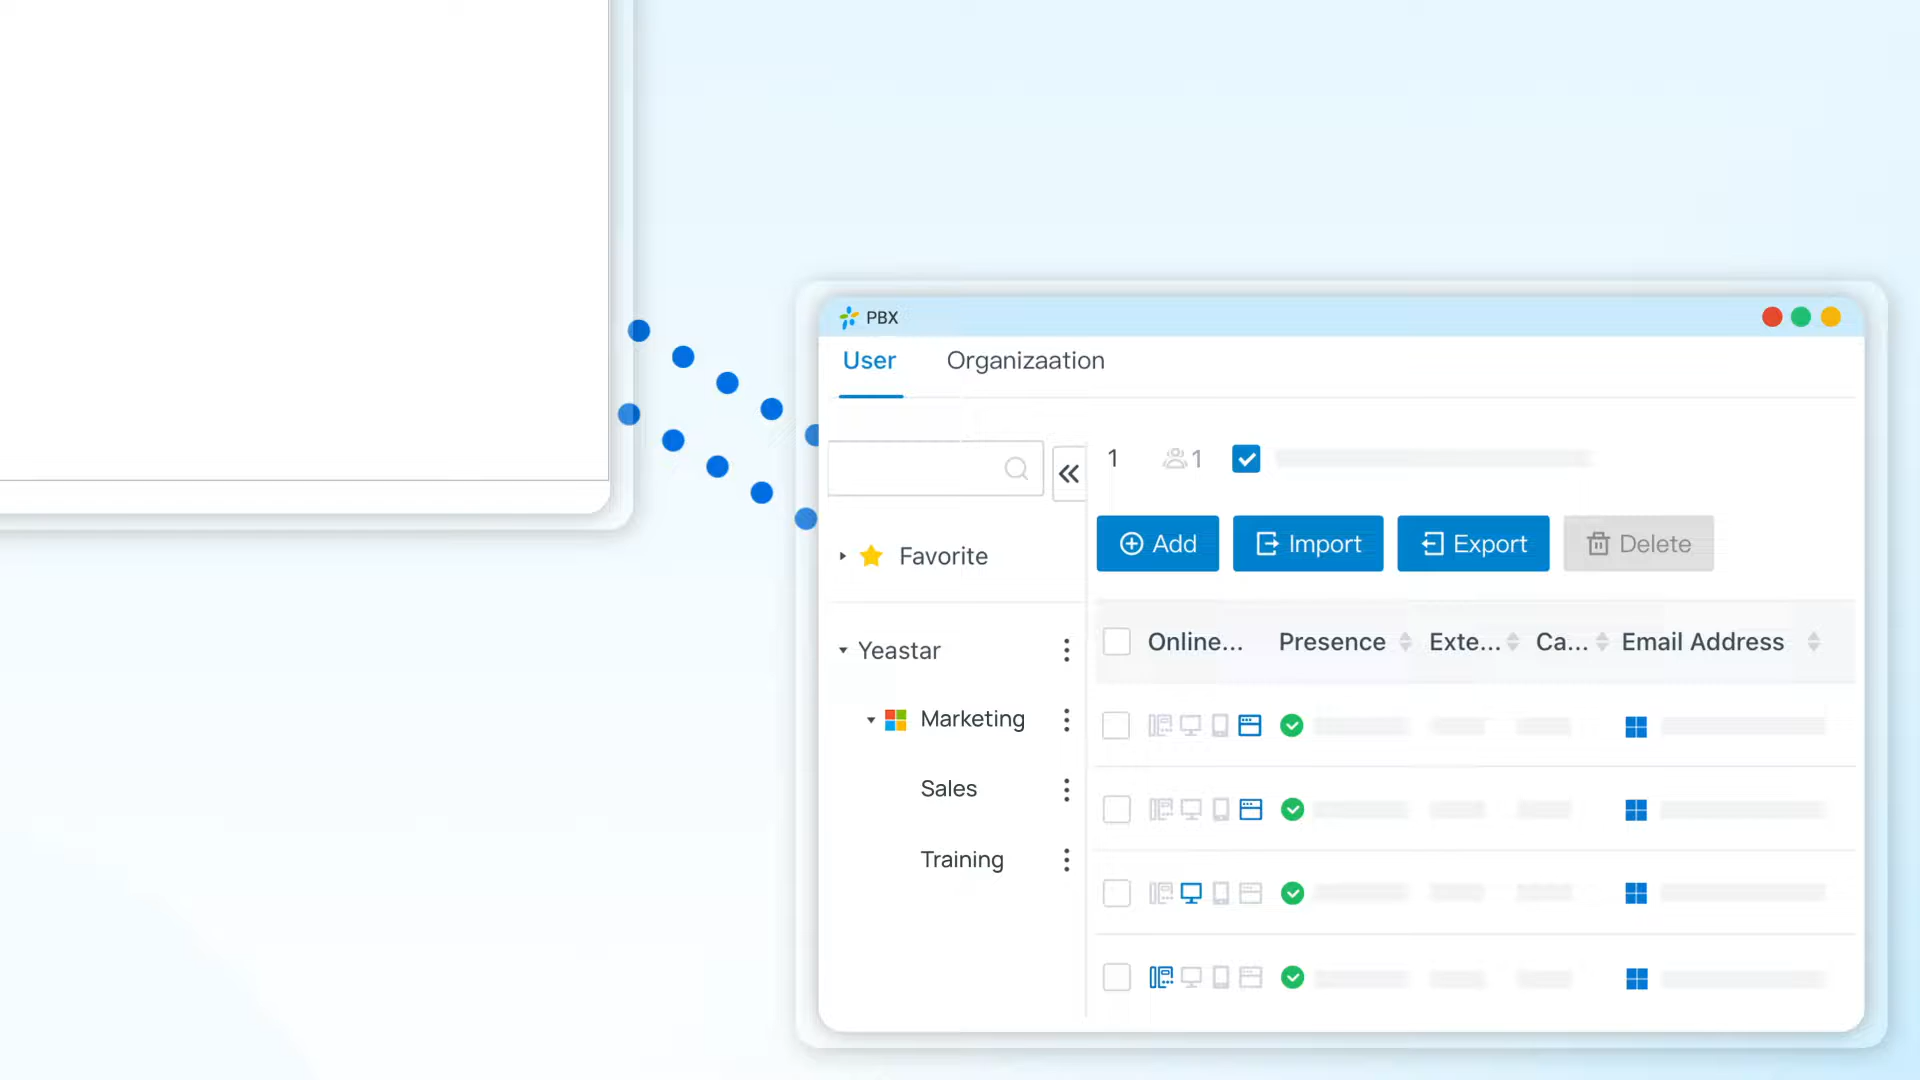 PBX
User Organizaation
1 1
Add Import Export Delete
Favorite
Online... Presence Exte... Ca... Email Address
Yeastar
Marketing
Sales
Training